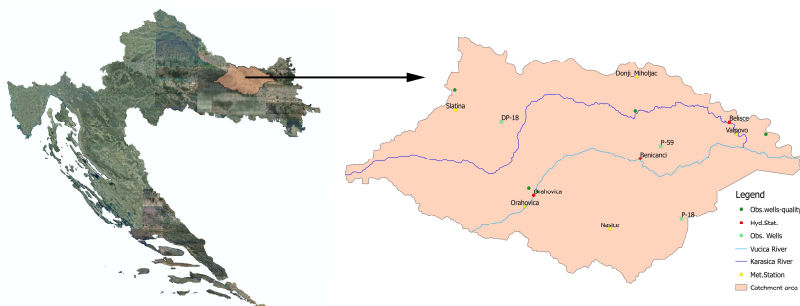 Donji_Miholjac
Slatina
DP-18
Belisce
Valpovo
P-59
Benicanci
Orahovica
Orahovica
P-18
Nasice
Legend
Obs.wells-quality
Hyd.Stat.
Obs. Wells
Vucica River
Karasica River
Met.Station
Catchment area